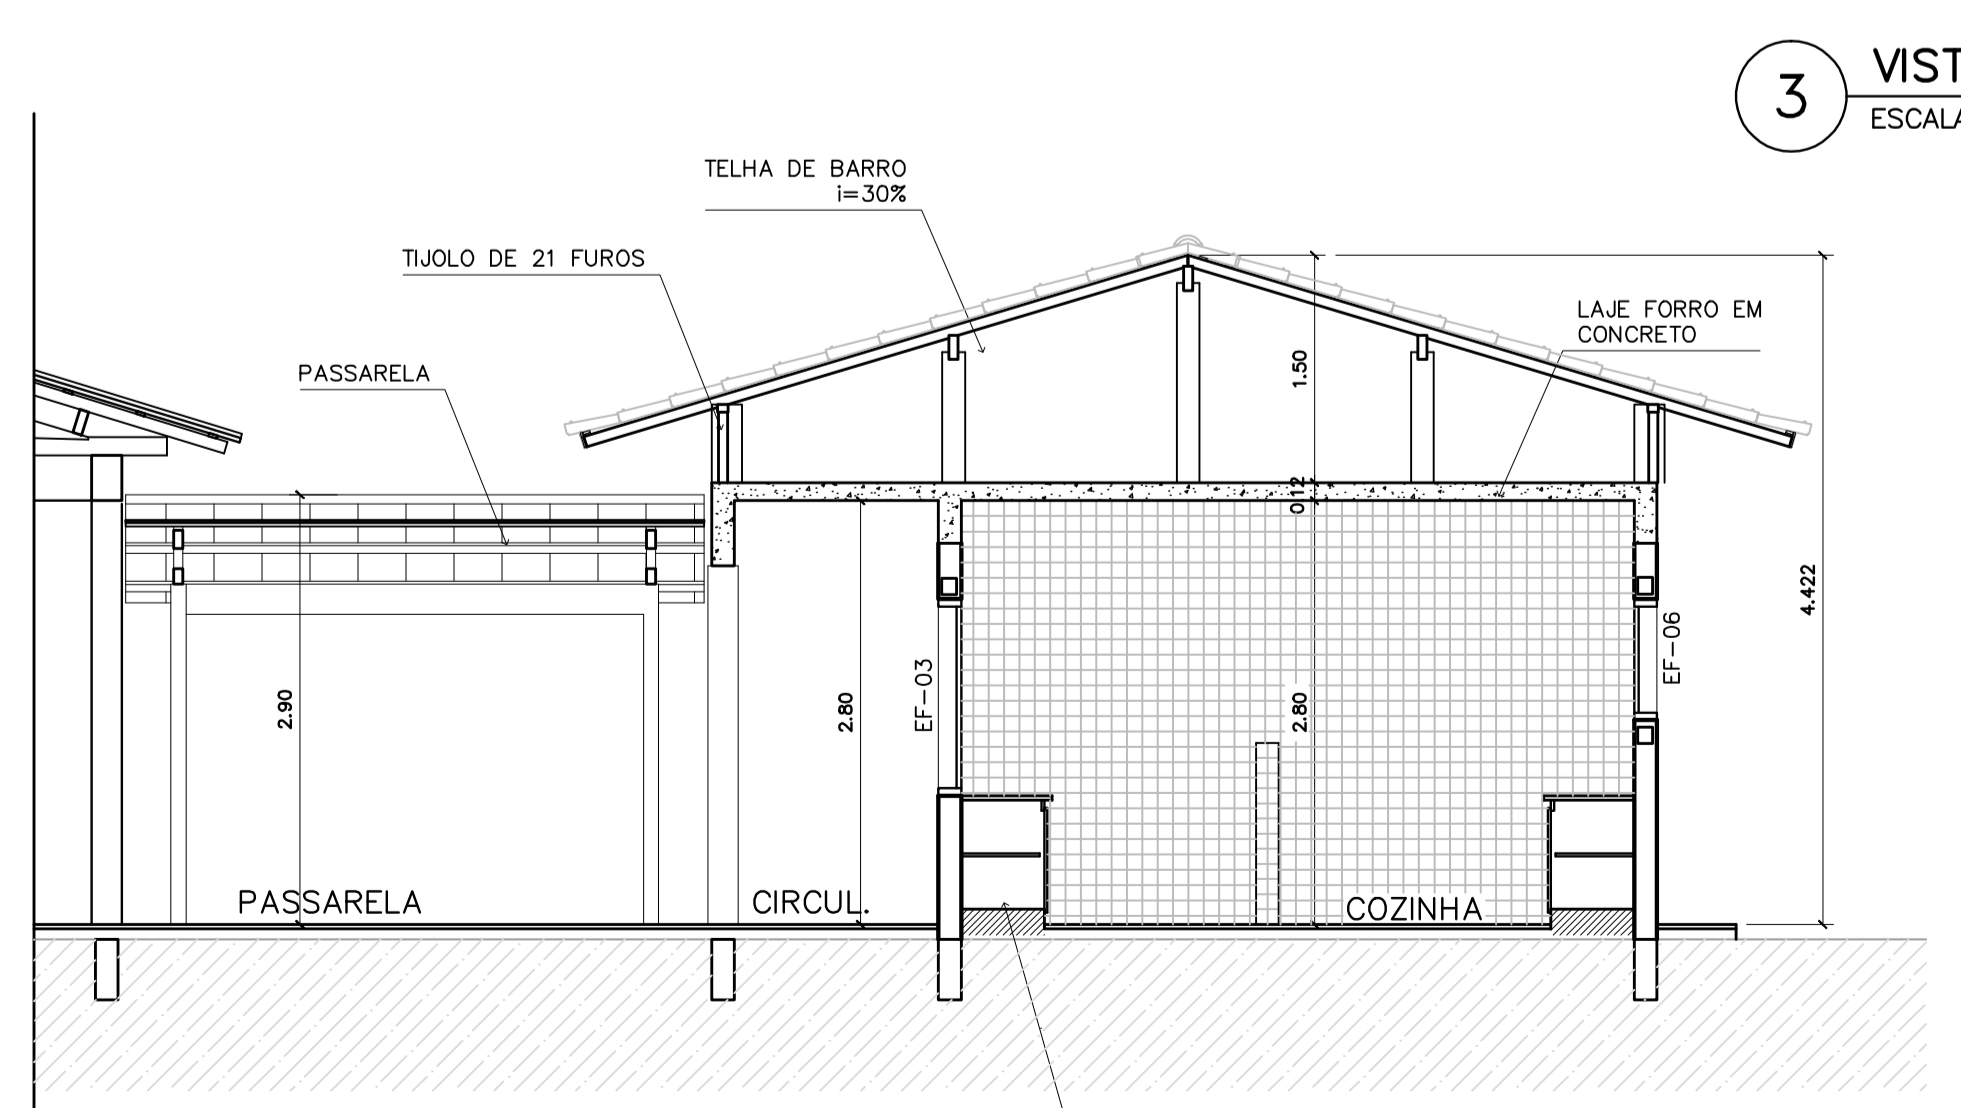 3
VIST
ESCALA
TELHA DE BARRO
i=30%
TIJOLO DE 21 FUROS
LAJE FORRO EM
CONCRETO
PASSARELA
1.50
0.12
4.422
EF-06
EF-03
2.90
2.80
2.80
PASSARELA
CIRCUL.
COZINHA